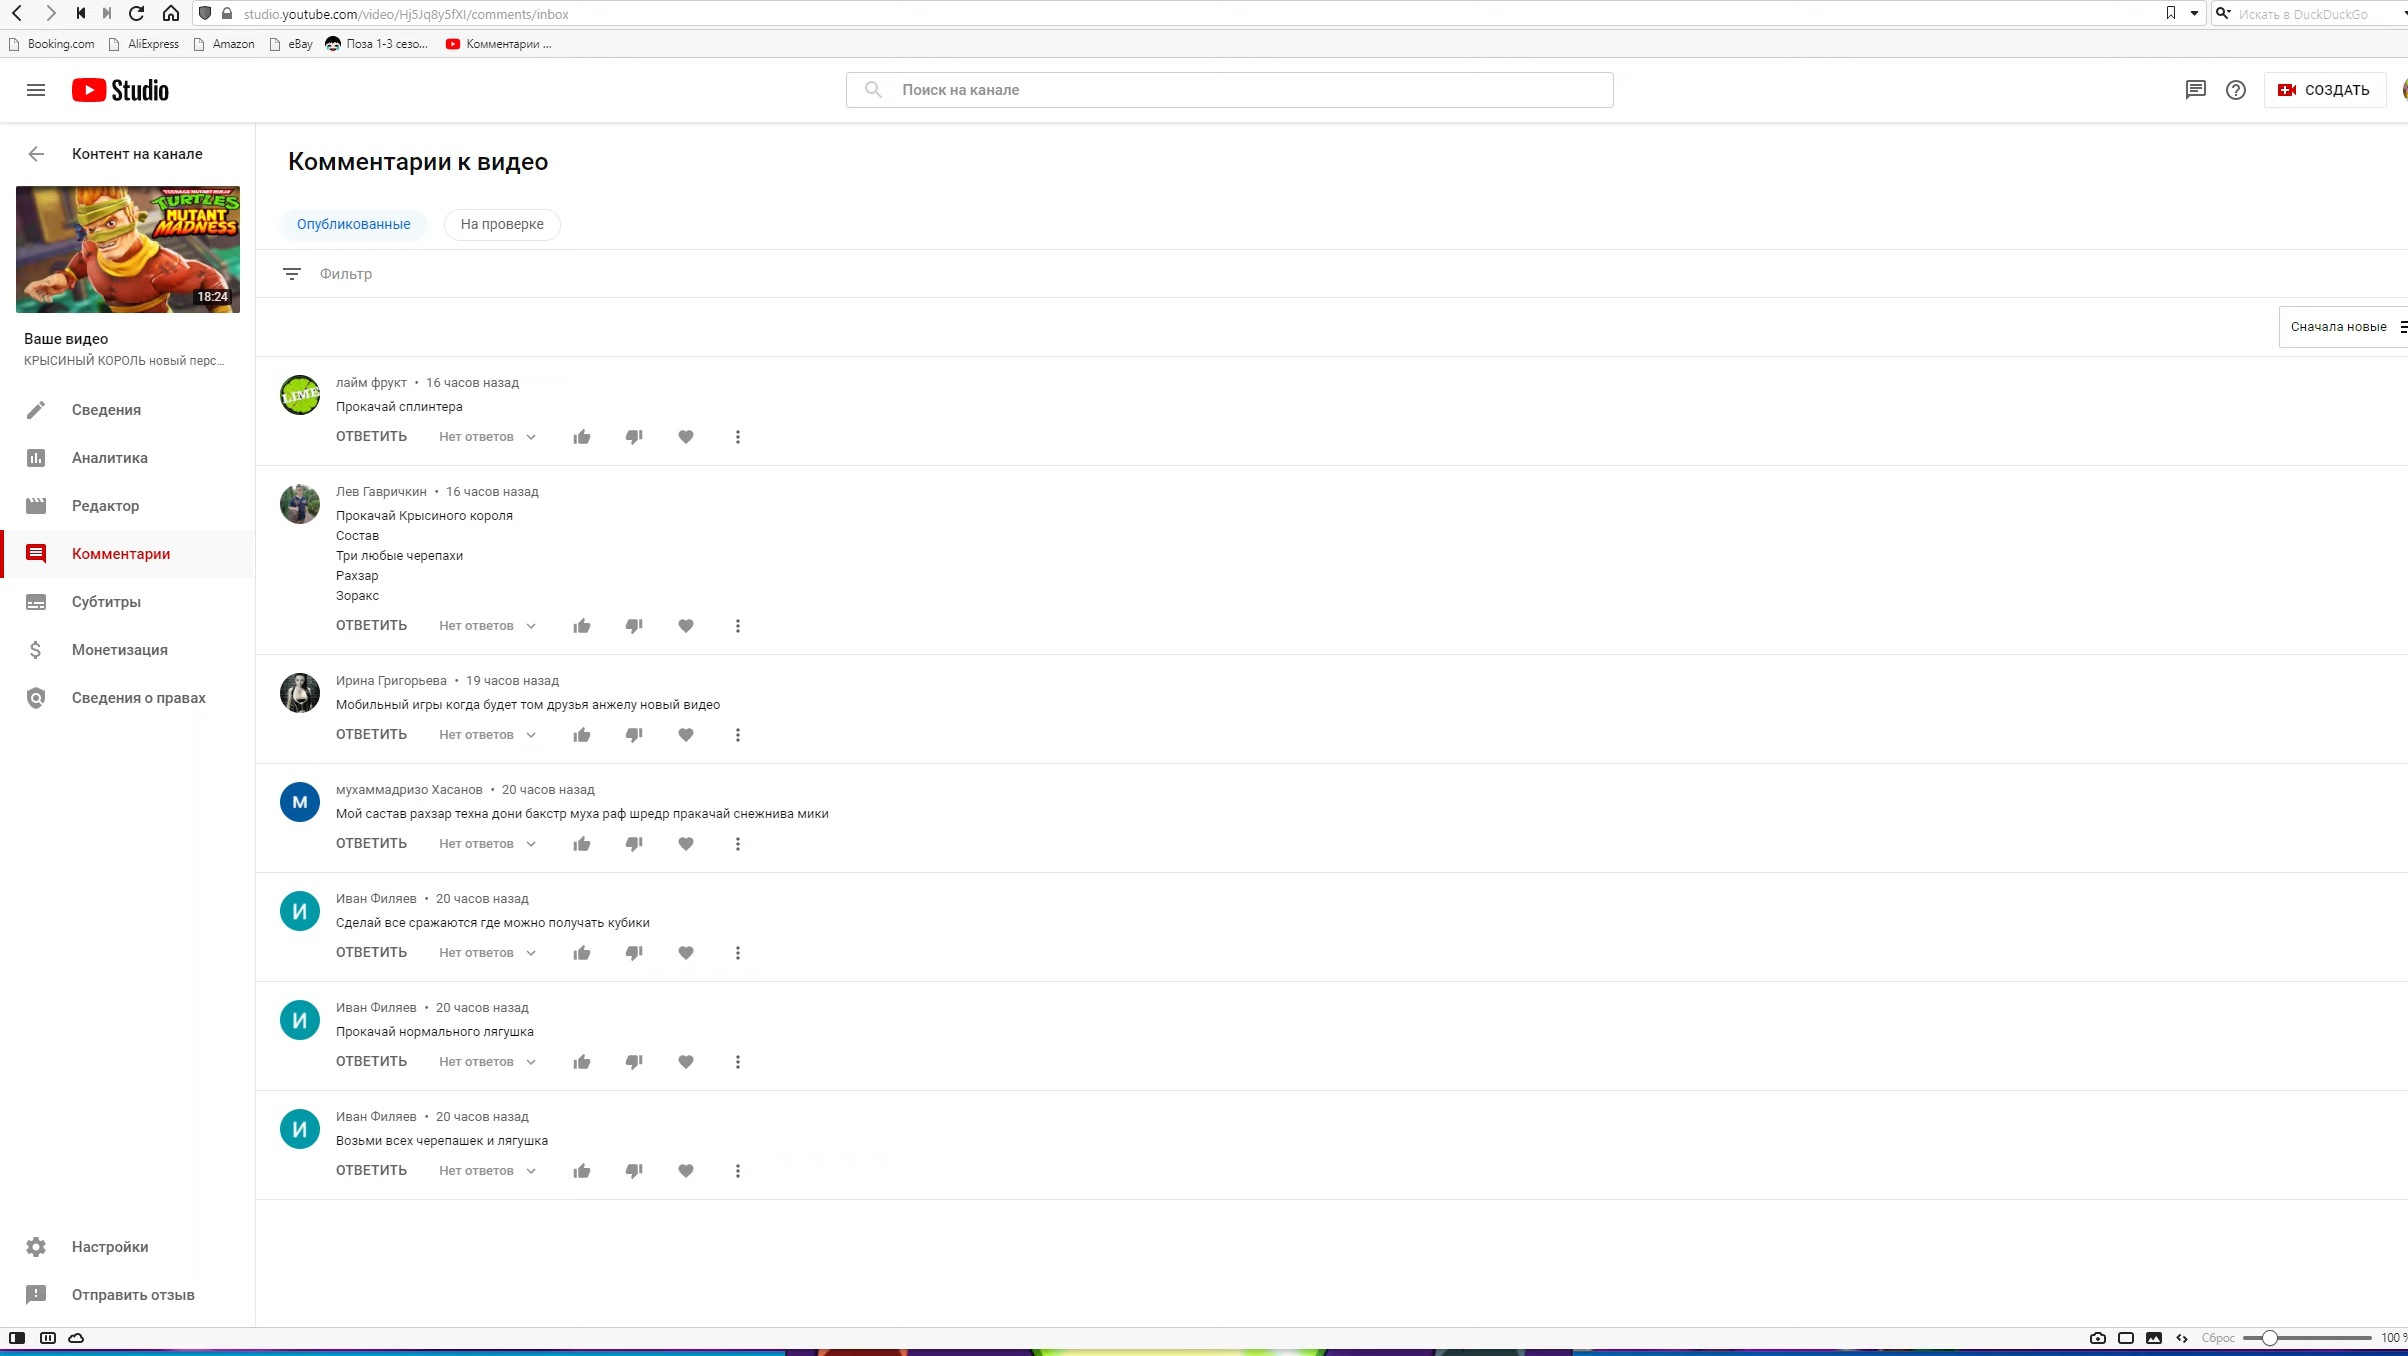 studio.youtube.com/video/Hj5Jq8y5fXI/comments/inbox
Искать в DuckDuckGo
Booking.com
AliExpress
Amazon
eBay
Поза 1-3 сезо...
Комментарии ...
Studio
Поиск на канале
СОЗДАТЬ
Контент на канале
TEENAGE MUTANT NINJA
TURTLES
MUTANT
MADNESS
18:24
Ваше видео
КРЫСИНЫЙ КОРОЛЬ новый перс...
Сведения
Аналитика
Редактор
Комментарии
Субтитры
Монетизация
Сведения о правах
Настройки
Отправить отзыв
Комментарии к видео
Опубликованные
На проверке
Фильтр
Сначала новые
LIME
лайм фрукт • 16 часов назад
Прокачай сплинтера
ОТВЕТИТЬ Нет ответов
Лев Гавричкин • 16 часов назад
Прокачай Крысиного короля
Состав
Три любые черепахи
Рахзар
Зоракс
ОТВЕТИТЬ Нет ответов
Ирина Григорьева • 19 часов назад
Мобильный игры когда будет том друзья анжелу новый видео
ОТВЕТИТЬ Нет ответов
М
мухаммадризо Хасанов • 20 часов назад
Мой састав рахзар техна дони бакстр муха раф шредр пракачай снежнива мики
ОТВЕТИТЬ Нет ответов
И
Иван Филяев • 20 часов назад
Сделай все сражаются где можно получать кубики
ОТВЕТИТЬ Нет ответов
И
Иван Филяев • 20 часов назад
Прокачай нормального лягушка
ОТВЕТИТЬ Нет ответов
И
Иван Филяев • 20 часов назад
Возьми всех черепашек и лягушка
ОТВЕТИТЬ Нет ответов
Сброс
100 %